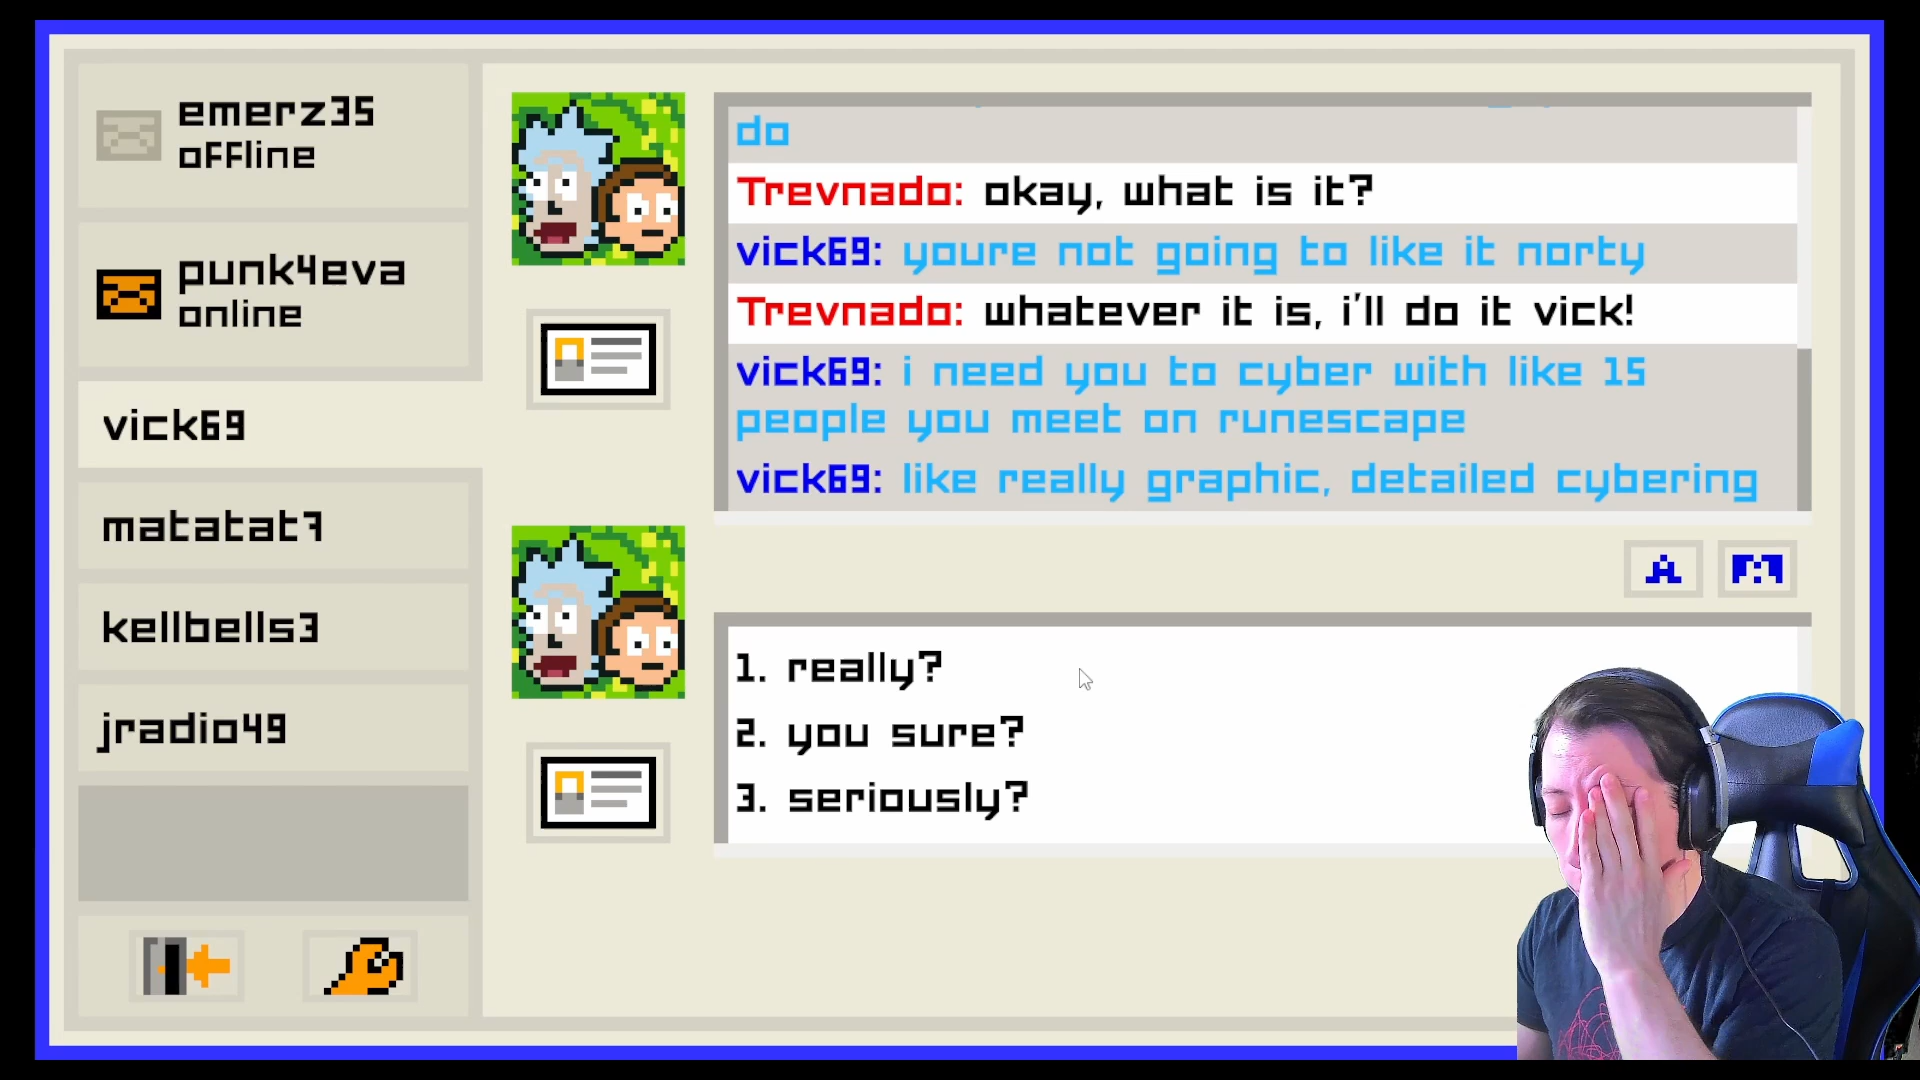 emerz35
offline
punk4eva
online
vick69
matatat7
kellbells3
jradio49
do
Trevnado: okay, what is it?
vick69: youre not going to like it norty
Trevnado: whatever it is, i'll do it vick!
vick69: i need you to cyber with like 15
people you meet on runescape
vick69: like really graphic, detailed cybering
A M
1. really?
2. you sure?
3. seriously?